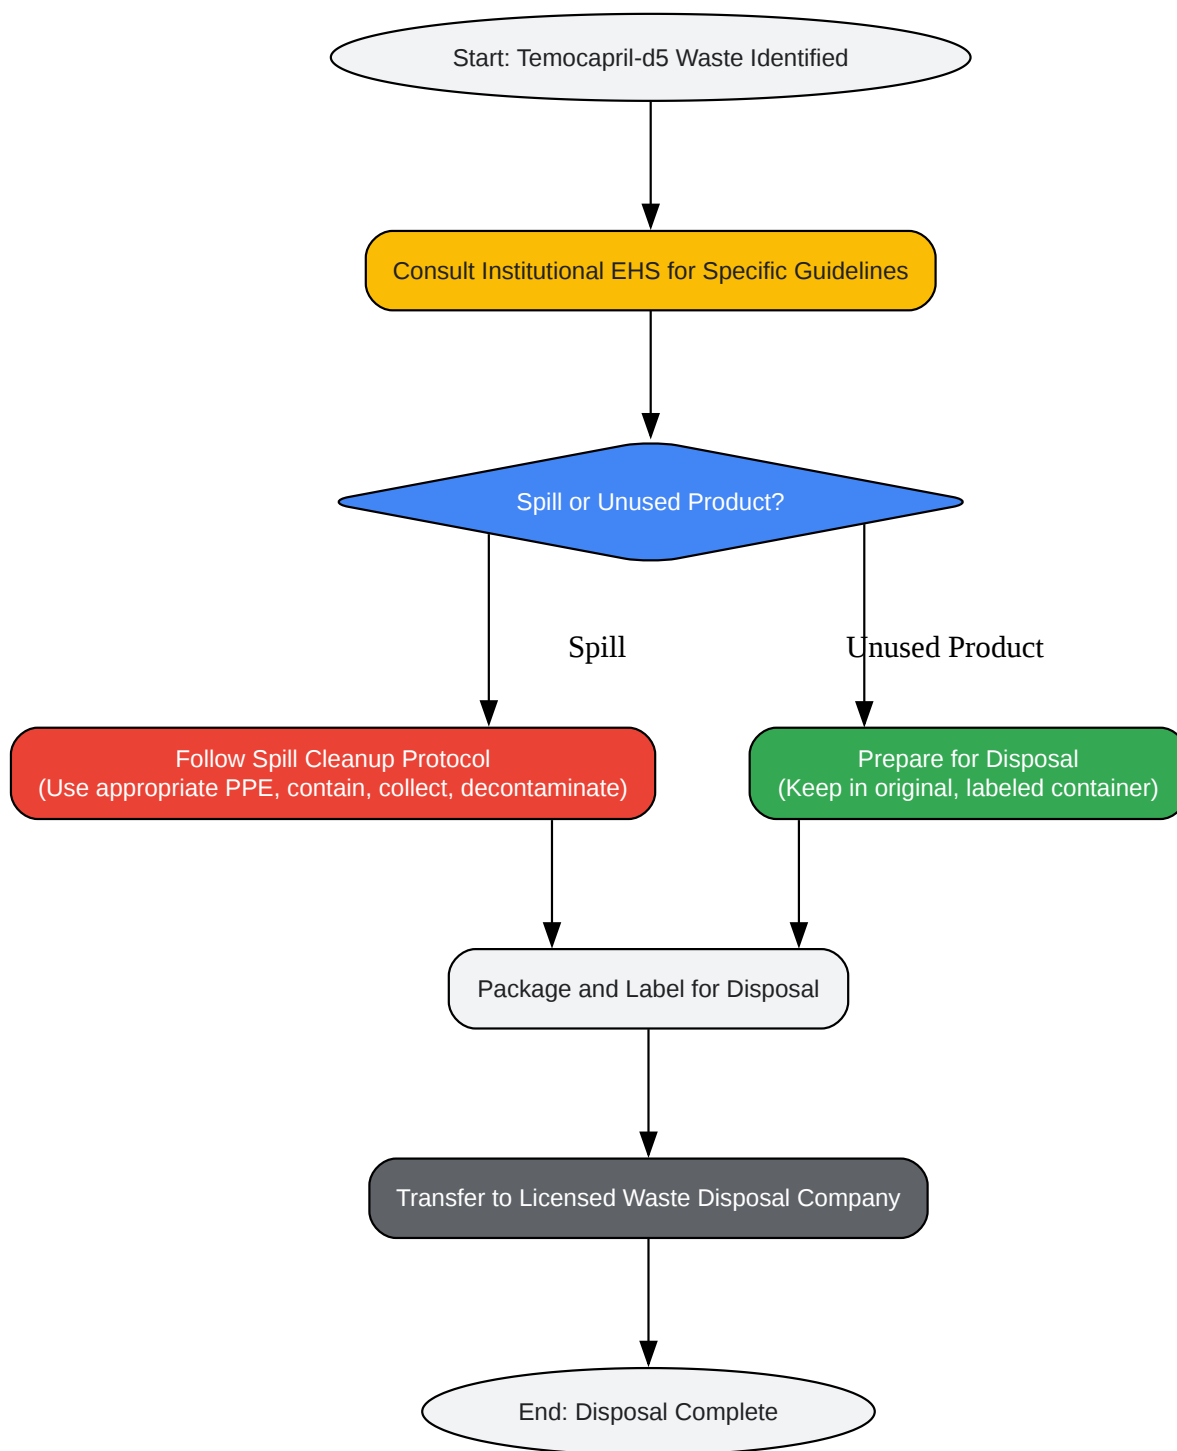 Start: Temocapril-d5 Waste Identified
Consult Institutional EHS for Specific Guidelines
Spill or Unused Product?
Spill
Unused Product
Follow Spill Cleanup Protocol
(Use appropriate PPE, contain, collect, decontaminate)
Prepare for Disposal
(Keep in original, labeled container)
Package and Label for Disposal
Transfer to Licensed Waste Disposal Company
End: Disposal Complete